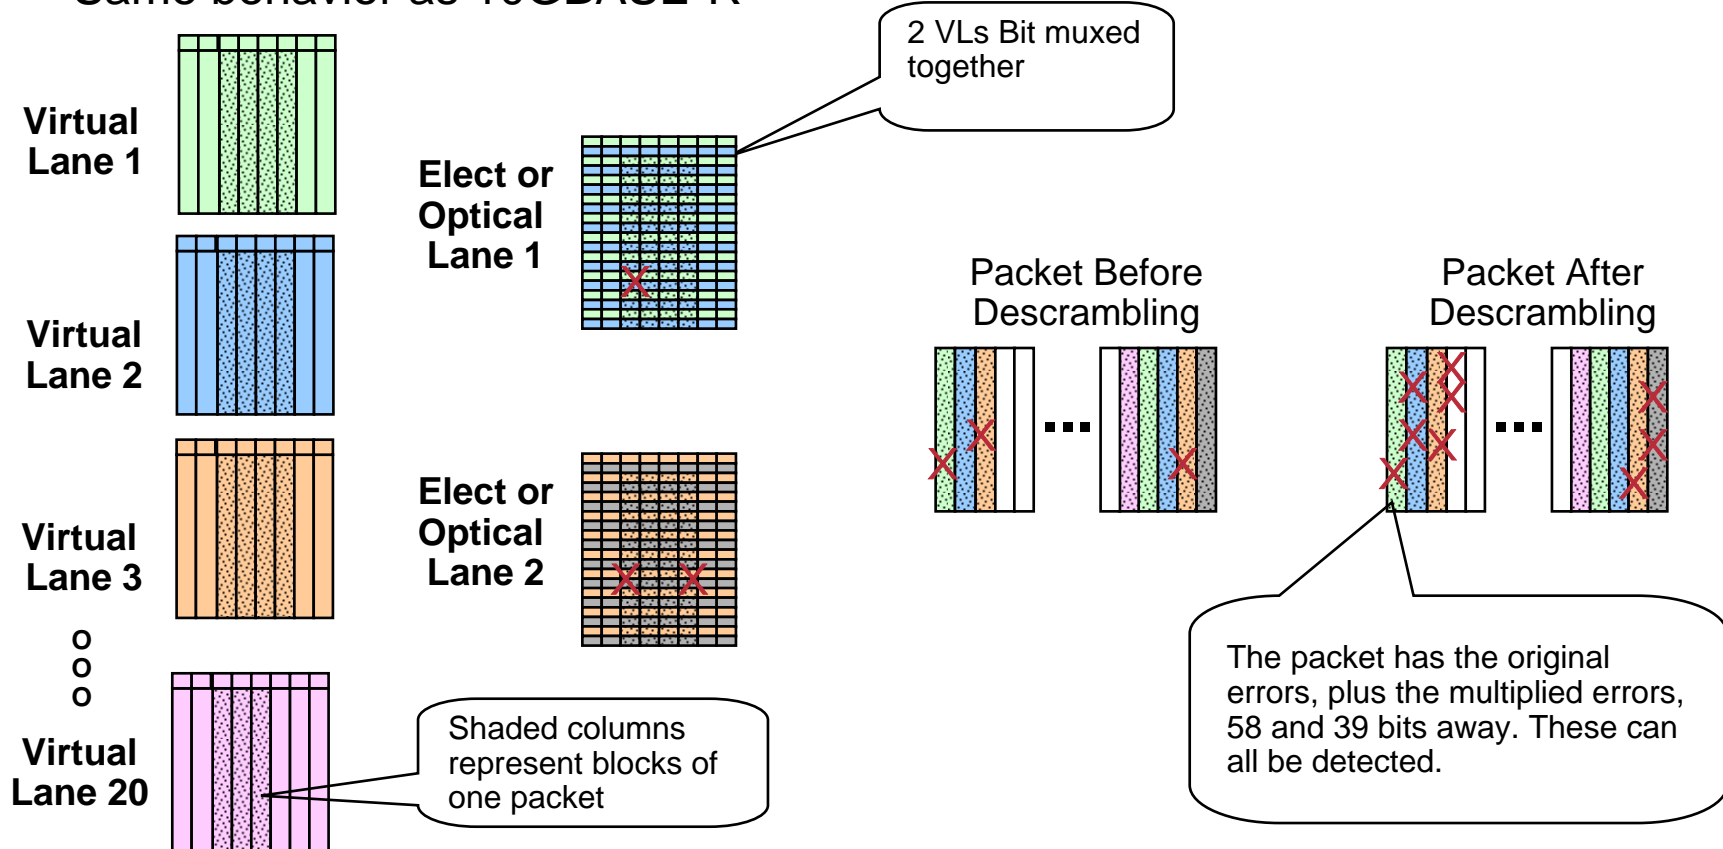 2 VLs Bit muxed
together
Virtual
Lane 1
Elect or
Optical
Lane 1
Virtual
Lane 2
Packet Before
Descrambling
Packet After
Descrambling
Virtual
Lane 3
Elect or
Optical
Lane 2
o
o
o
Virtual
Lane 20
Shaded columns
represent blocks of
one packet
The packet has the original
errors, plus the multiplied errors,
58 and 39 bits away. These can
all be detected.